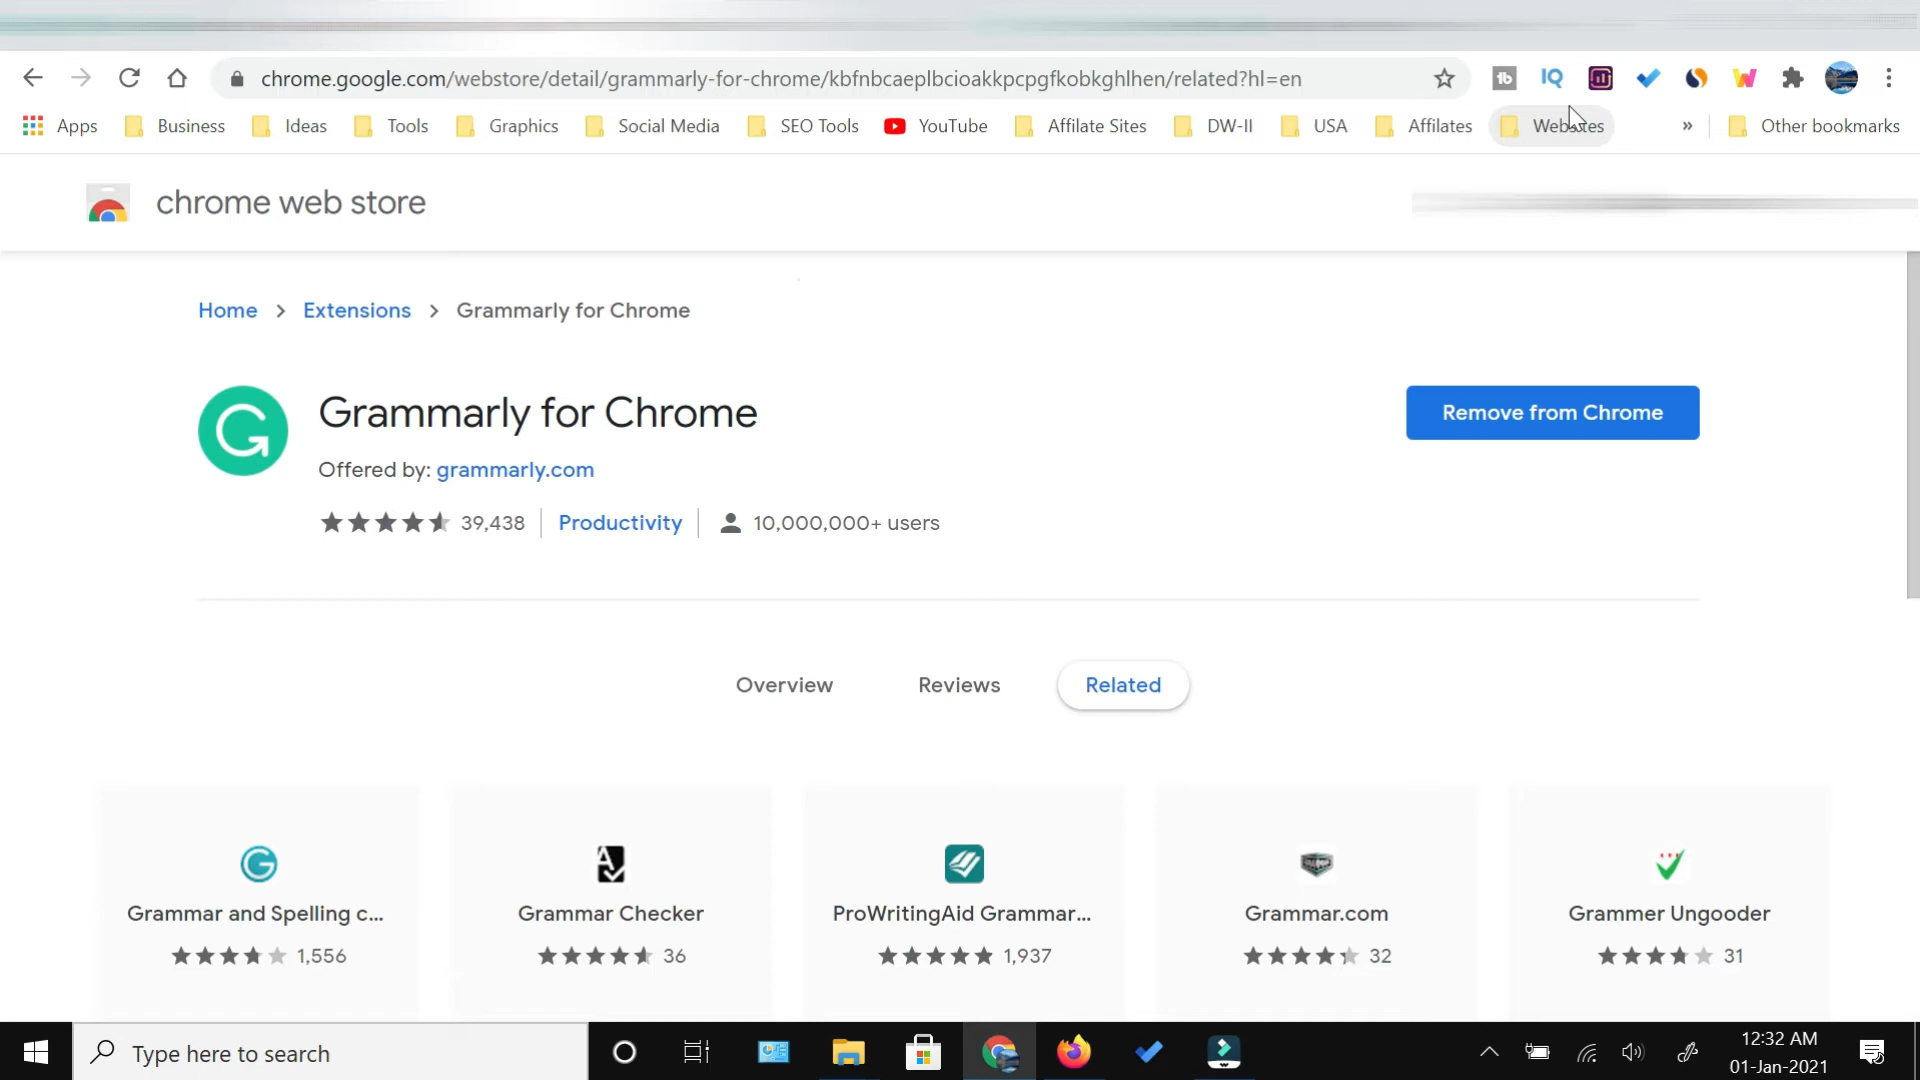 chrome.google.com/webstore/detail/grammarly-for-chrome/kbfnbcaeplbcioakkpcpgfkobkghlhen/related?hl=en
tb IQ
Apps Business Ideas Tools Graphics Social Media SEO Tools YouTube Affilate Sites DW-II USA Affilates Websites » Other bookmarks
chrome web store
Home > Extensions > Grammarly for Chrome
Grammarly for Chrome
Remove from Chrome
Offered by: grammarly.com
39,438 Productivity 10,000,000+ users
Overview Reviews Related
Grammar and Spelling c... Grammar Checker ProWritingAid Grammar... Grammar.com Grammer Ungooder
1,556 36 1,937 32 31
Type here to search
12:32 AM
01-Jan-2021